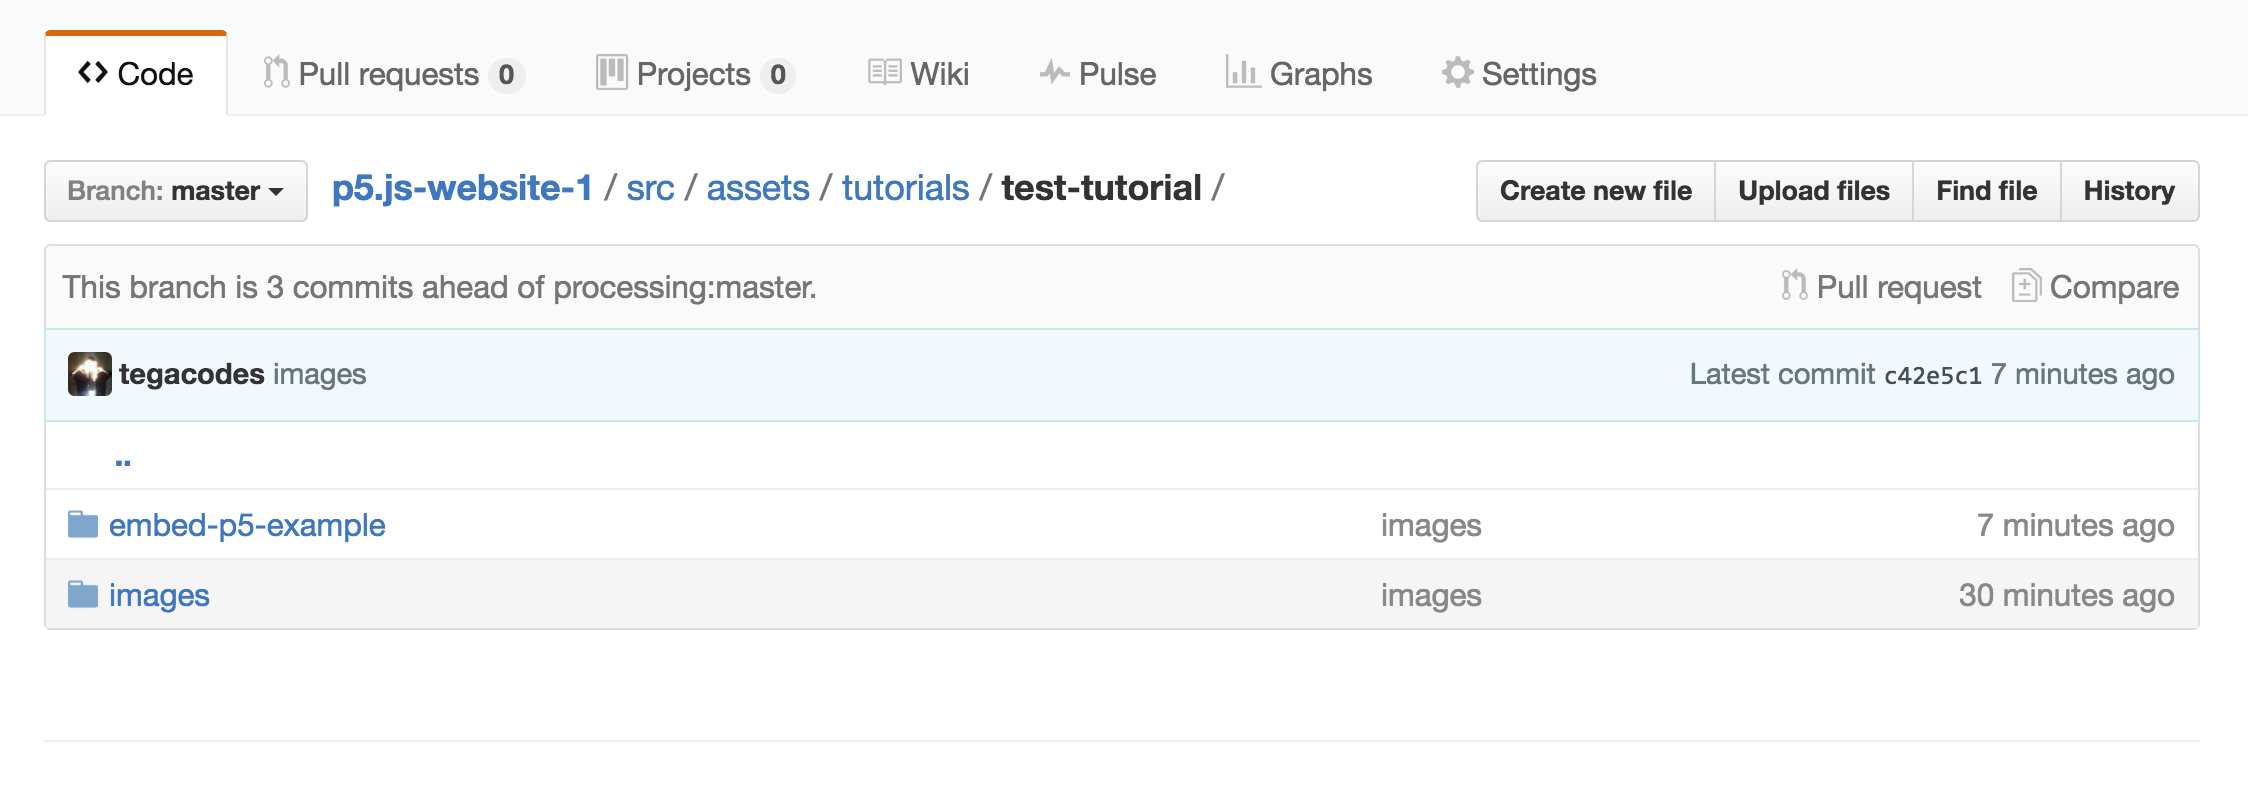 Code Pull requests 0 Projects 0 Wiki Pulse Graphs Settings
Branch: master p5.js-website-1 / src / assets / tutorials / test-tutorial / Create new file Upload files Find file History
This branch is 3 commits ahead of processing:master. Pull request Compare
tegacodes images Latest commit c42e5c1 7 minutes ago
..
embed-p5-example images 7 minutes ago
images images 30 minutes ago